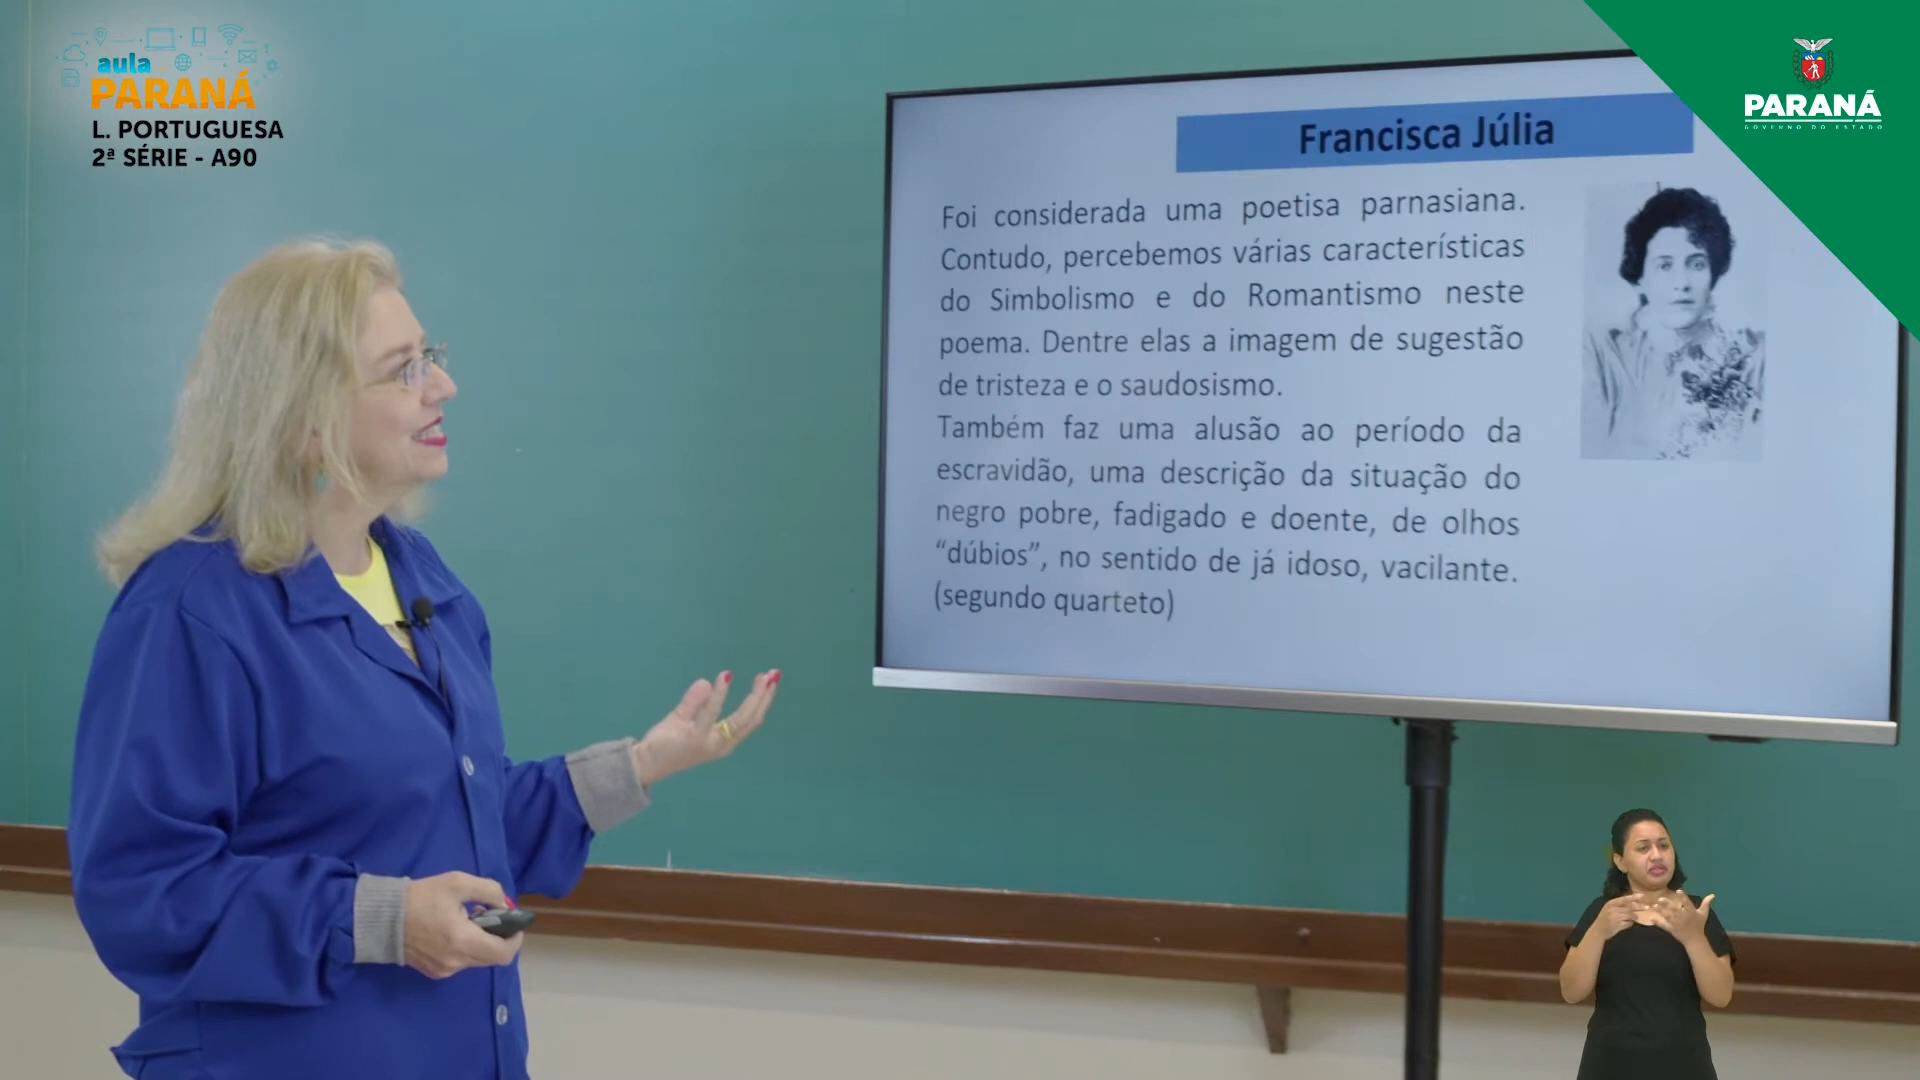 aula
PARANÁ
L. PORTUGUESA
2ª SÉRIE - A90
PARANÁ
GOVERNO DO ESTADO
Francisca Júlia
Foi considerada uma poetisa parnasiana.
Contudo, percebemos várias características
do Simbolismo e do Romantismo neste
poema. Dentre elas a imagem de sugestão
de tristeza e o saudosismo.
Também faz uma alusão ao período da
escravidão, uma descrição da situação do
negro pobre, fadigado e doente, de olhos
“dúbios”, no sentido de já idoso, vacilante.
(segundo quarteto)